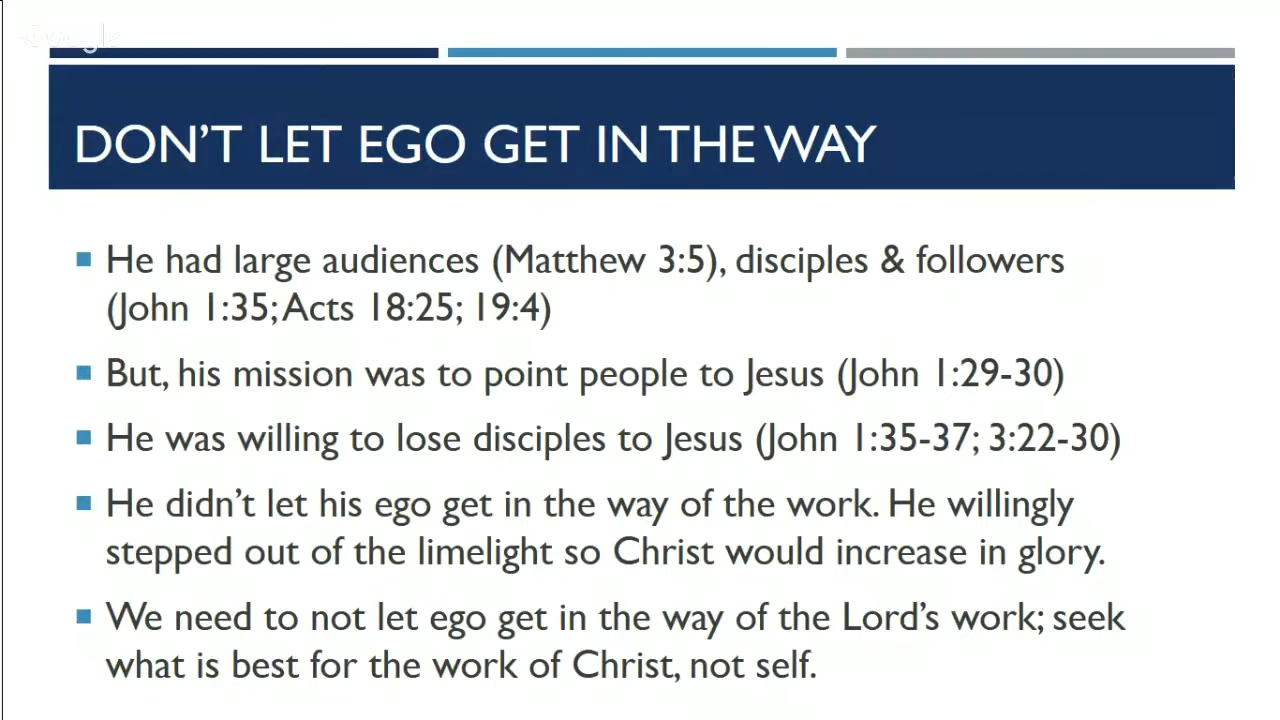 Google
DON'T LET EGO GET IN THE WAY
■ He had large audiences (Matthew 3:5), disciples & followers
(John 1:35; Acts 18:25; 19:4)
■ But, his mission was to point people to Jesus (John 1:29-30)
■ He was willing to lose disciples to Jesus (John 1:35-37; 3:22-30)
■ He didn't let his ego get in the way of the work. He willingly
stepped out of the limelight so Christ would increase in glory.
■ We need to not let ego get in the way of the Lord's work; seek
what is best for the work of Christ, not self.